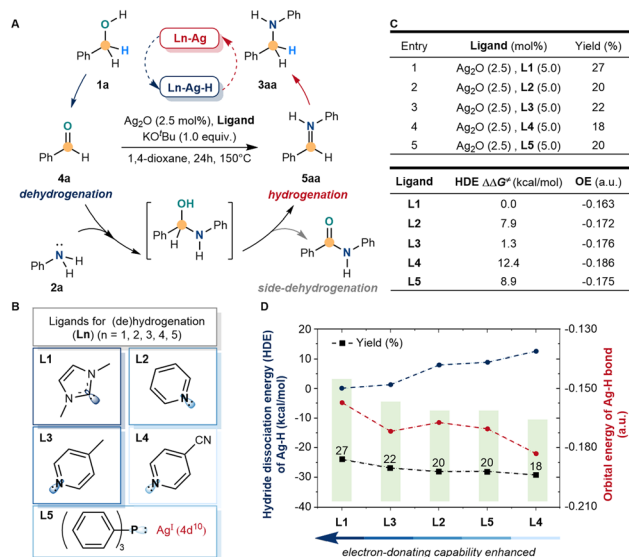 A
H
O
Ph
H
H
1a
Ln-Ag
Ln-Ag-H
H
N
Ph
Ph
H
H
3aa
Ag₂O (2.5 mol%), Ligand
KOᵗBu (1.0 equiv.)
1,4-dioxane, 24h, 150°C
O
Ph
H
4a
dehydrogenation
H
N
Ph
Ph
H
5aa
hydrogenation
OH
Ph
Ph
H
N
H
O
Ph
Ph
N
H
side-dehydrogenation
Ph
N
H
H
2a
B
Ligands for (de)hydrogenation
(Ln) (n = 1, 2, 3, 4, 5)
L1
N
N
L2
N
L3
N
L4
CN
N
L5
P
3
Agᴵ (4d¹⁰)
C
Entry Ligand (mol%) Yield (%)
1 Ag₂O (2.5) , L1 (5.0) 27
2 Ag₂O (2.5) , L2 (5.0) 20
3 Ag₂O (2.5) , L3 (5.0) 22
4 Ag₂O (2.5) , L4 (5.0) 18
5 Ag₂O (2.5) , L5 (5.0) 20
Ligand HDE ΔΔG≠ (kcal/mol) OE (a.u.)
L1 0.0 -0.163
L2 7.9 -0.172
L3 1.3 -0.176
L4 12.4 -0.186
L5 8.9 -0.175
D
Hydride dissociation energy (HDE)
of Ag-H (kcal/mol)
30
20
10
0
-10
-20
-30
-40
Yield (%)
27 22 20 20 18
-0.130
-0.150
-0.180
-0.210
Orbital energy of Ag-H bond
(a.u.)
L1 L3 L2 L5 L4
electron-donating capability enhanced